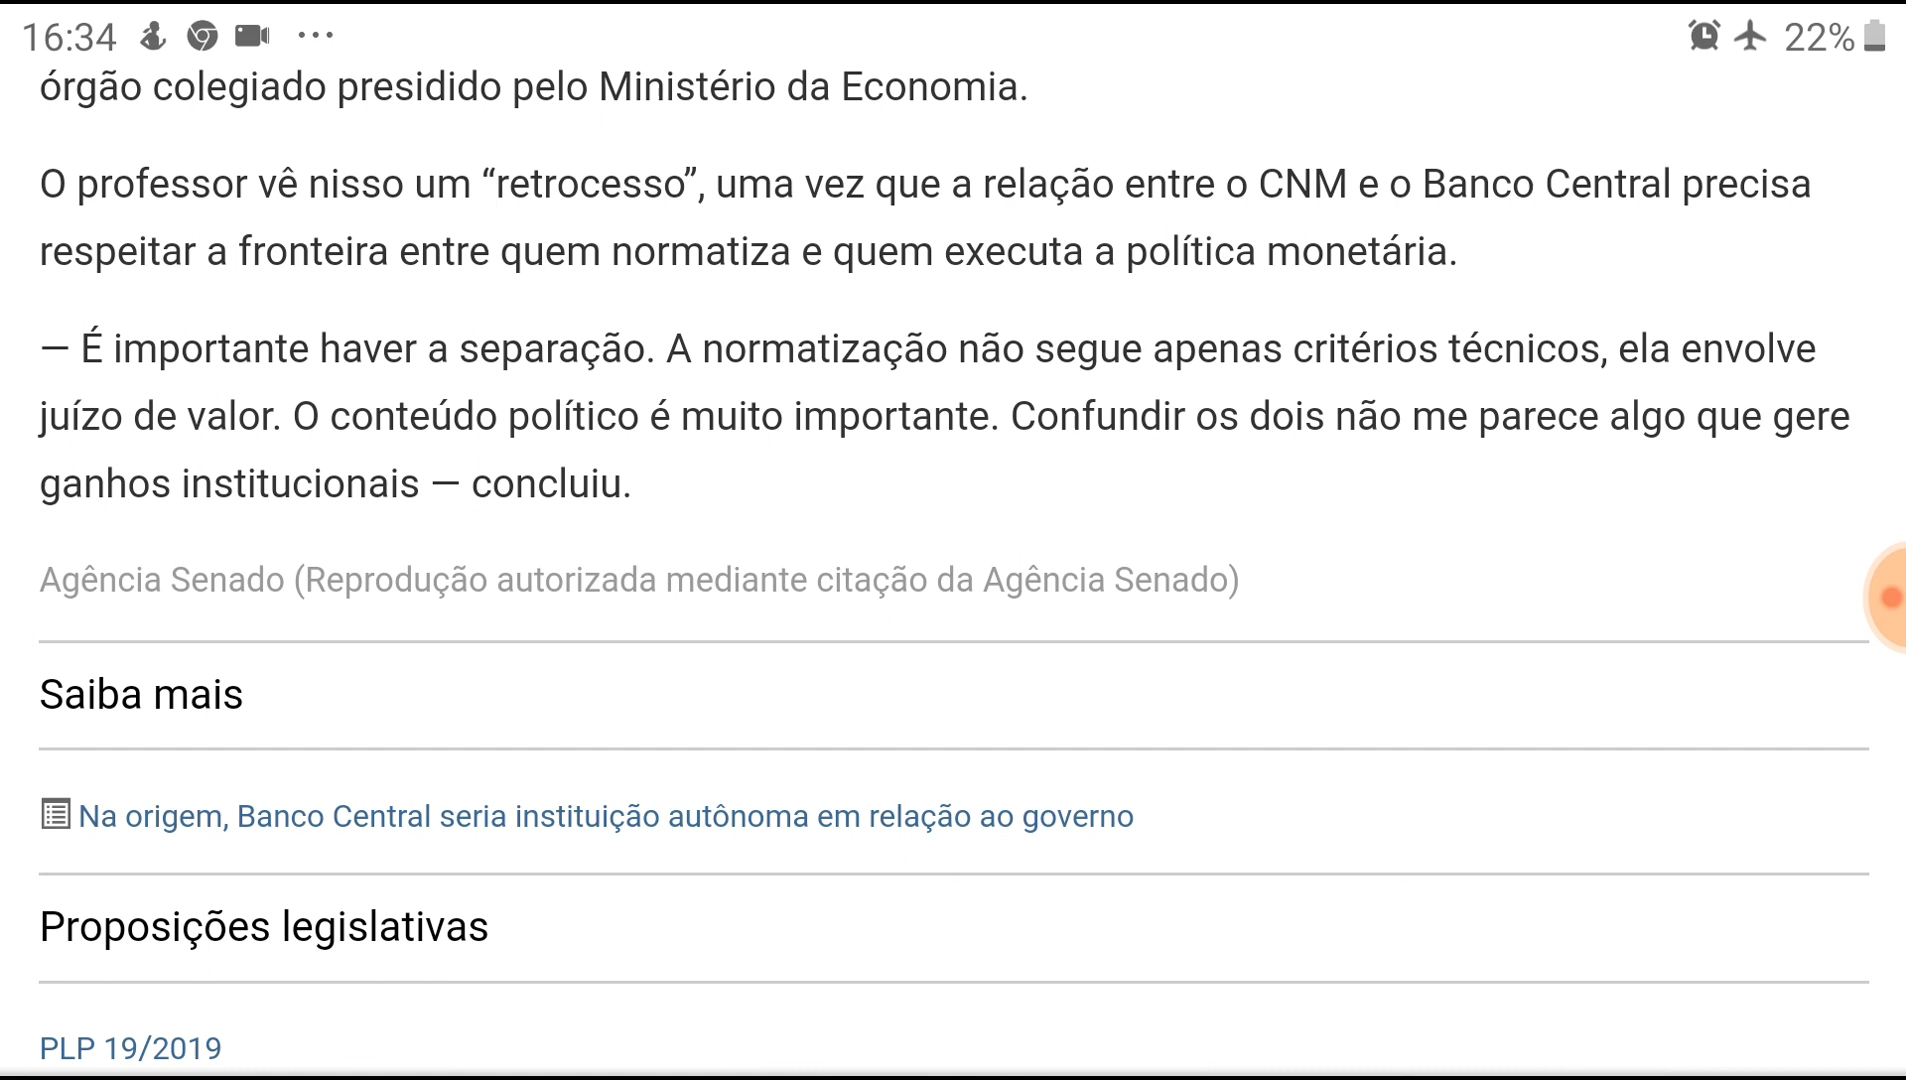 16:34 22%
órgão colegiado presidido pelo Ministério da Economia.
O professor vê nisso um “retrocesso”, uma vez que a relação entre o CNM e o Banco Central precisa
respeitar a fronteira entre quem normatiza e quem executa a política monetária.
— É importante haver a separação. A normatização não segue apenas critérios técnicos, ela envolve
juízo de valor. O conteúdo político é muito importante. Confundir os dois não me parece algo que gere
ganhos institucionais — concluiu.
Agência Senado (Reprodução autorizada mediante citação da Agência Senado)
Saiba mais
Na origem, Banco Central seria instituição autônoma em relação ao governo
Proposições legislativas
PLP 19/2019